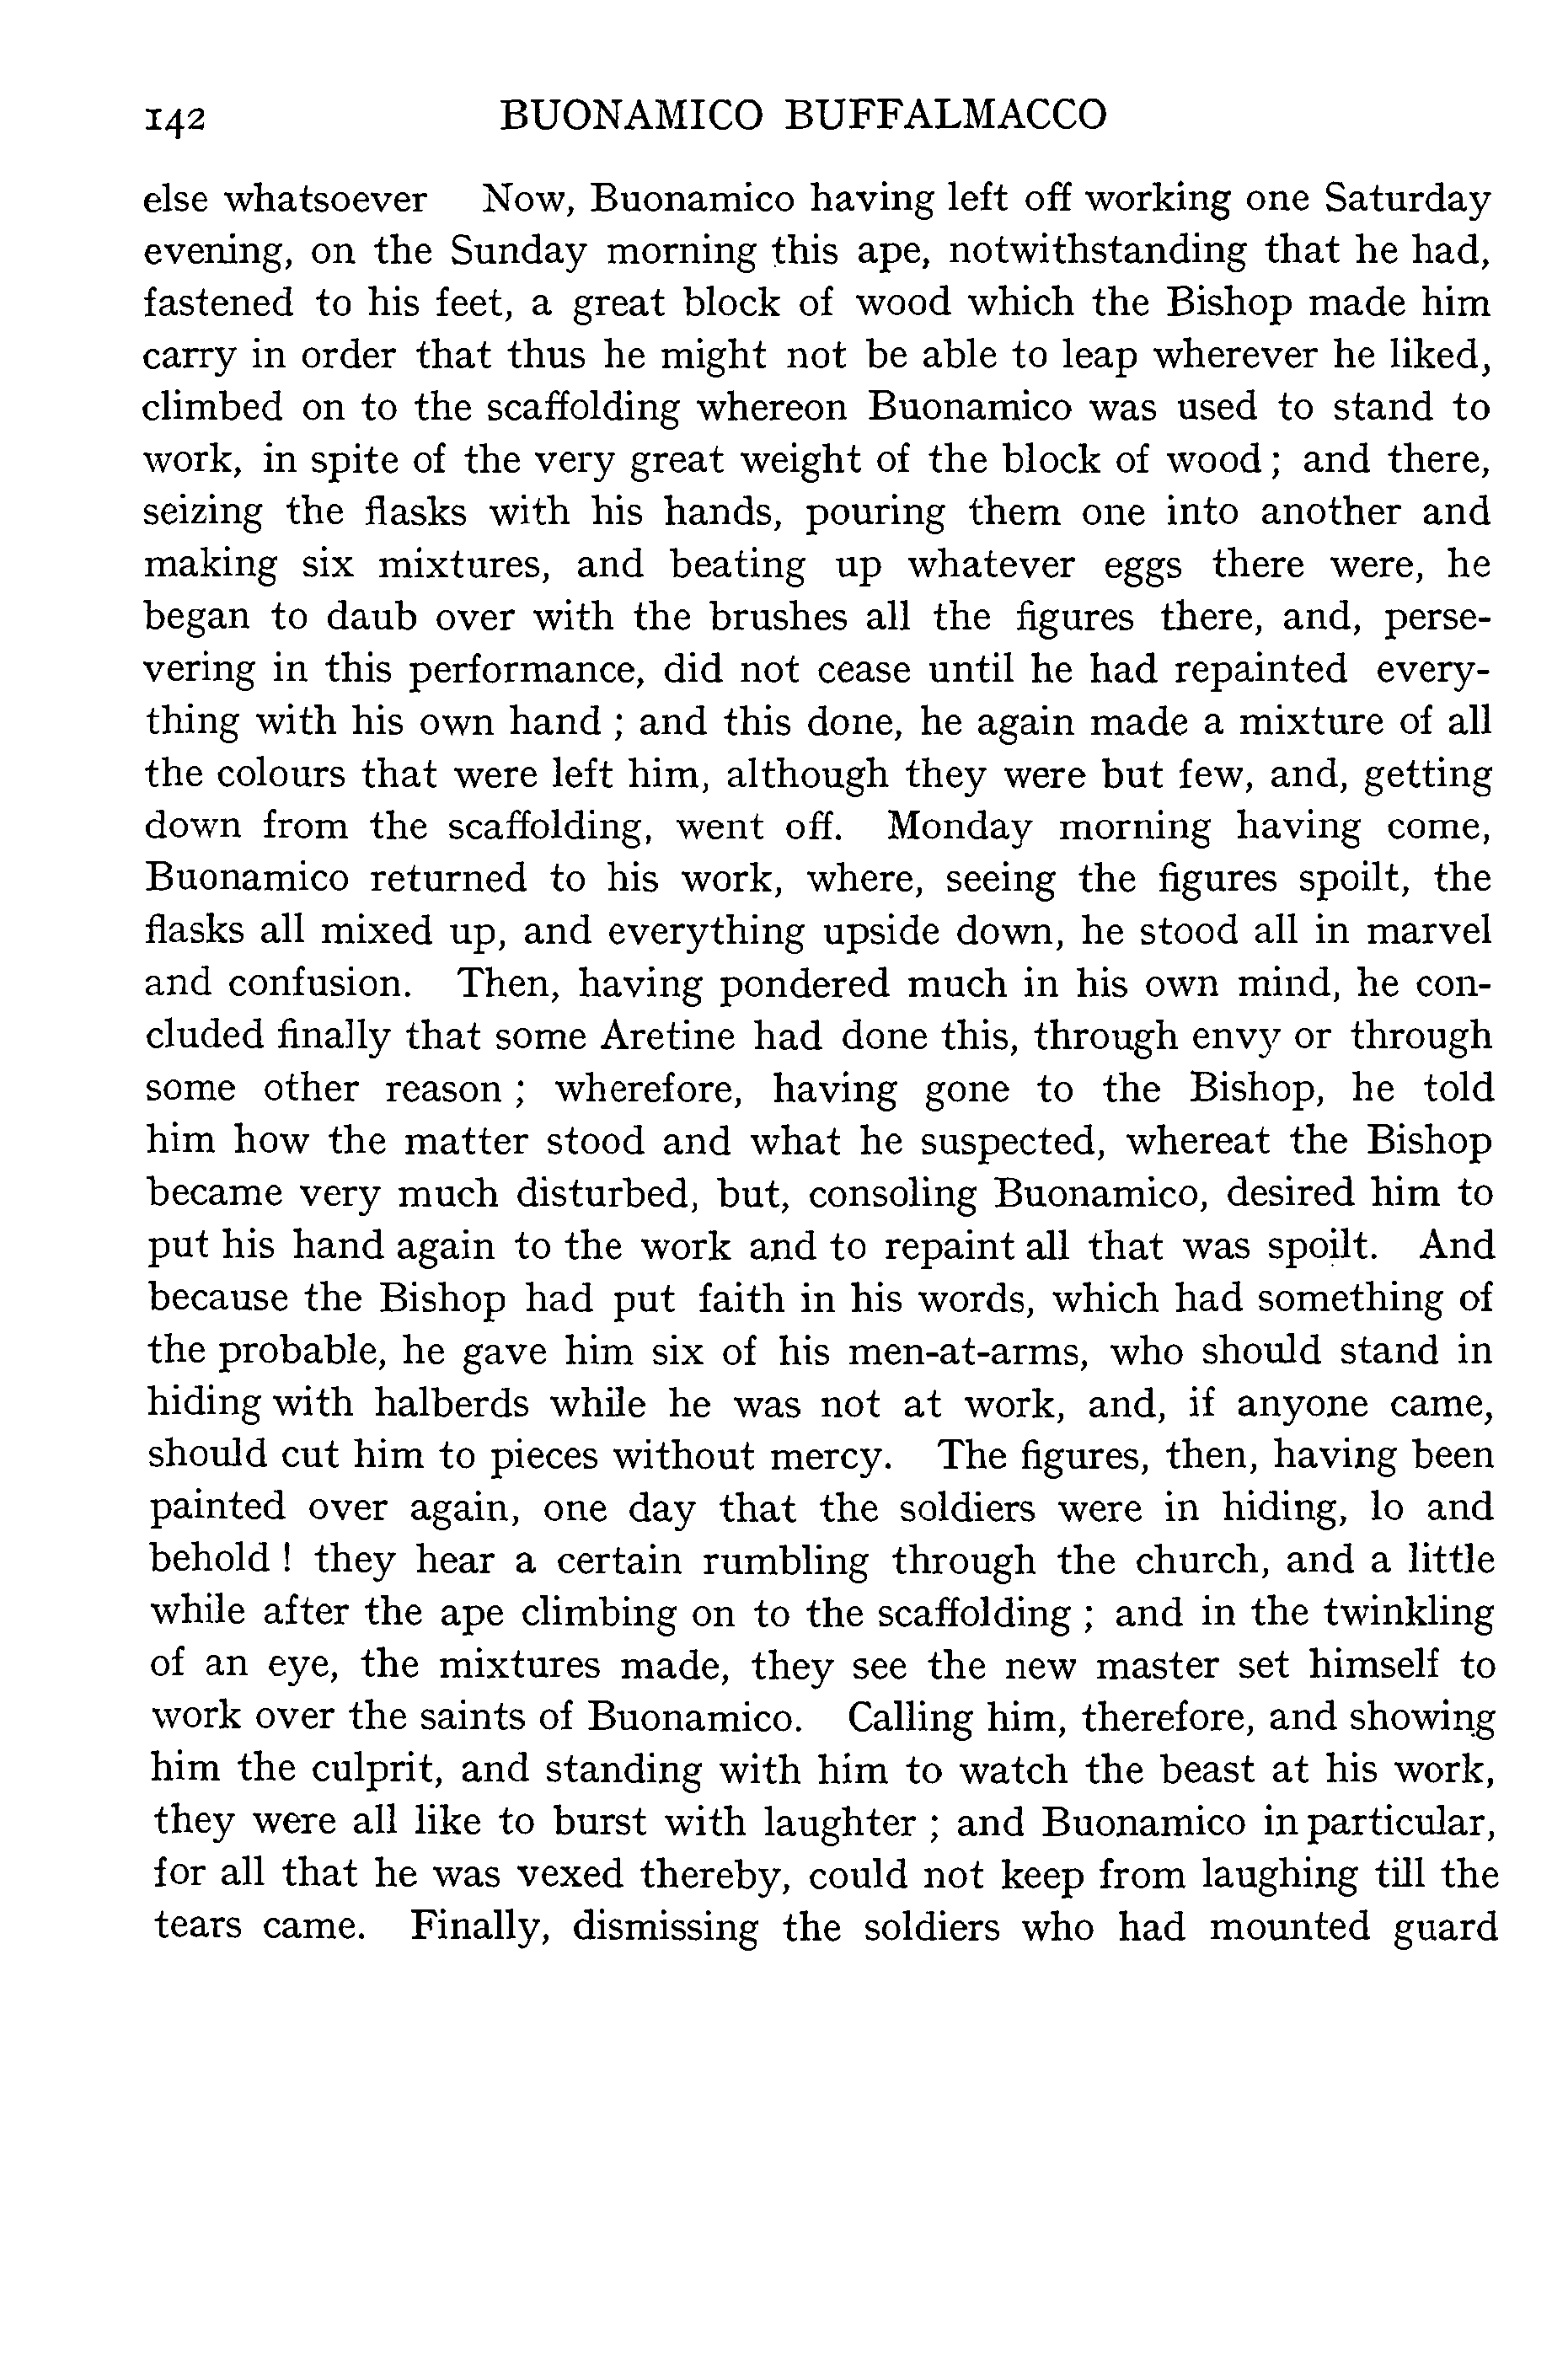 142 BUONAMICO BUFFALMACCO
else whatsoever Now, Buonamico having left off working one Saturday
evening, on the Sunday morning this ape, notwithstanding that he had,
fastened to his feet, a great block of wood which the Bishop made him
carry in order that thus he might not be able to leap wherever he liked,
climbed on to the scaffolding whereon Buonamico was used to stand to
work, in spite of the very great weight of the block of wood; and there,
seizing the flasks with his hands, pouring them one into another and
making six mixtures, and beating up whatever eggs there were, he
began to daub over with the brushes all the figures there, and, perse-
vering in this performance, did not cease until he had repainted every-
thing with his own hand; and this done, he again made a mixture of all
the colours that were left him, although they were but few, and, getting
down from the scaffolding, went off. Monday morning having come,
Buonamico returned to his work, where, seeing the figures spoilt, the
flasks all mixed up, and everything upside down, he stood all in marvel
and confusion. Then, having pondered much in his own mind, he con-
cluded finally that some Aretine had done this, through envy or through
some other reason; wherefore, having gone to the Bishop, he told
him how the matter stood and what he suspected, whereat the Bishop
became very much disturbed, but, consoling Buonamico, desired him to
put his hand again to the work and to repaint all that was spoilt. And
because the Bishop had put faith in his words, which had something of
the probable, he gave him six of his men-at-arms, who should stand in
hiding with halberds while he was not at work, and, if anyone came,
should cut him to pieces without mercy. The figures, then, having been
painted over again, one day that the soldiers were in hiding, lo and
behold! they hear a certain rumbling through the church, and a little
while after the ape climbing on to the scaffolding; and in the twinkling
of an eye, the mixtures made, they see the new master set himself to
work over the saints of Buonamico. Calling him, therefore, and showing
him the culprit, and standing with him to watch the beast at his work,
they were all like to burst with laughter; and Buonamico in particular,
for all that he was vexed thereby, could not keep from laughing till the
tears came. Finally, dismissing the soldiers who had mounted guard